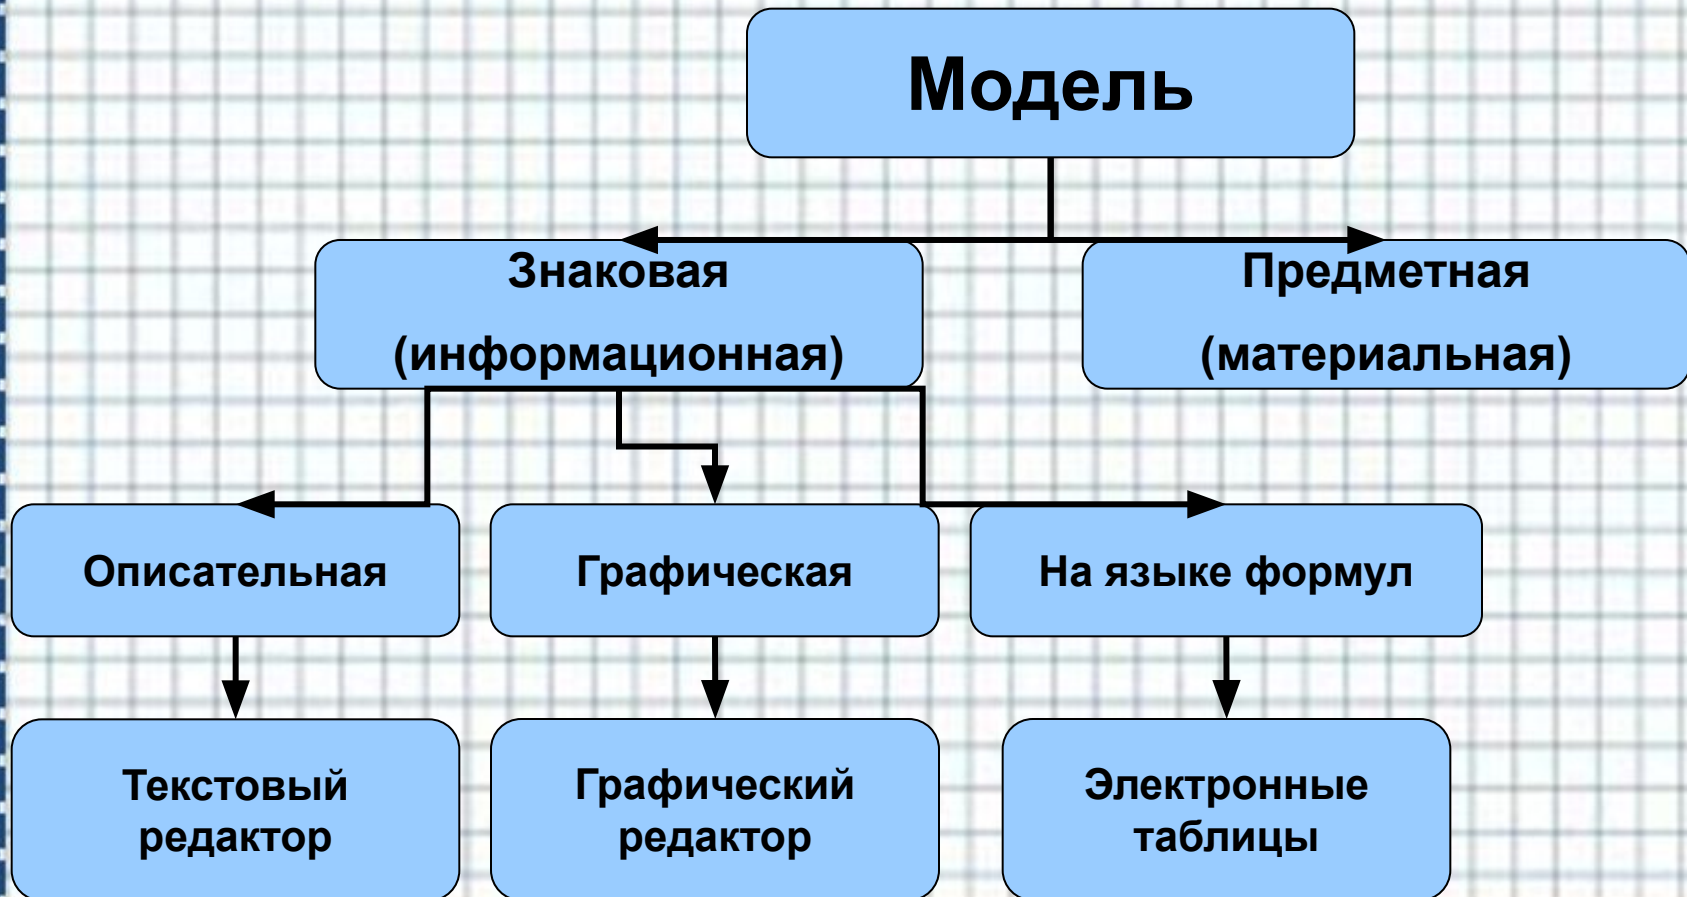 Модель
Знаковая
(информационная)
Предметная
(материальная)
Описательная
Графическая
На языке формул
Текстовый
редактор
Графический
редактор
Электронные
таблицы